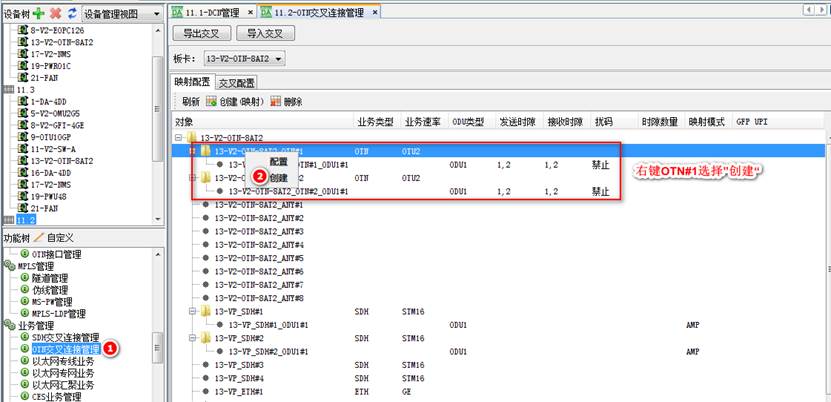 设备树 设备管理视图
8-V2-EOPC126
13-V2-OTN-8AT2
17-V2-NMS
19-PWR01C
21-FAN
11.3
1-DA-4DD
5-V2-OMU2G5
8-V2-GFI-4GE
9-OTU10GP
11-V2-SW-A
13-V2-OTN-8AT2
16-DA-4DD
17-V2-NMS
19-PWU48
21-FAN
11.2
功能树 自定义
OTN接口管理
MPLS管理
隧道管理
伪线管理
MS-PW管理
MPLS-LDP管理
业务管理
SDH交叉连接管理
OTN交叉连接管理 1
以太网专线业务
以太网专网业务
以太网汇聚业务
CES业务管理
11.1-DCN管理 11.2-OTN交叉连接管理
导出交叉 导入交叉
板卡: 13-V2-OTN-8AT2
映射配置 交叉配置
刷新 创建(映射) 删除
对象 业务类型 业务速率 ODU类型 发送时隙 接收时隙 扰码 时隙数量 映射模式 GFP UPI
13-V2-OTN-8AT2
13-V2-OTN-8AT2_OTN#1 OTN OTU2
13-V OTN#1_ODU1#1 ODU1 1,2 1,2 禁止
13-V2 2 OTN OTU2
13-V2-OTN-8AT2_OTN#2_ODU1#1 ODU1 1,2 1,2 禁止
配置
2 创建
右键OTN#1选择"创建"
13-V2-OTN-8AT2_ANY#1
13-V2-OTN-8AT2_ANY#2
13-V2-OTN-8AT2_ANY#3
13-V2-OTN-8AT2_ANY#4
13-V2-OTN-8AT2_ANY#5
13-V2-OTN-8AT2_ANY#6
13-V2-OTN-8AT2_ANY#7
13-V2-OTN-8AT2_ANY#8
13-VP_SDH#1 SDH STM16
13-VP_SDH#1_ODU1#1 ODU1 AMP
13-VP_SDH#2 SDH STM16
13-VP_SDH#2_ODU1#1 ODU1 AMP
13-VP_SDH#3 SDH STM16
13-VP_SDH#4 SDH STM16
13-VP_ETH#1 ETH GE